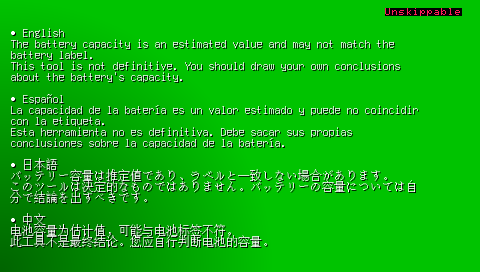 Unskippable
• English
The battery capacity is an estimated value and may not match the
battery label.
This tool is not definitive. You should draw your own conclusions
about the battery's capacity.
• Español
La capacidad de la batería es un valor estimado y puede no coincidir
con la etiqueta.
Esta herramienta no es definitiva. Debe sacar sus propias
conclusiones sobre la capacidad de la batería.
• 日本語
バッテリー容量は推定値であり、ラベルと一致しない場合があります。
このツールは決定的なものではありません。バッテリーの容量については自
分で結論を出すべきです。
• 中文
电池容量为估计值，可能与电池标签不符。
此工具不是最终结论。您应自行判断电池的容量。